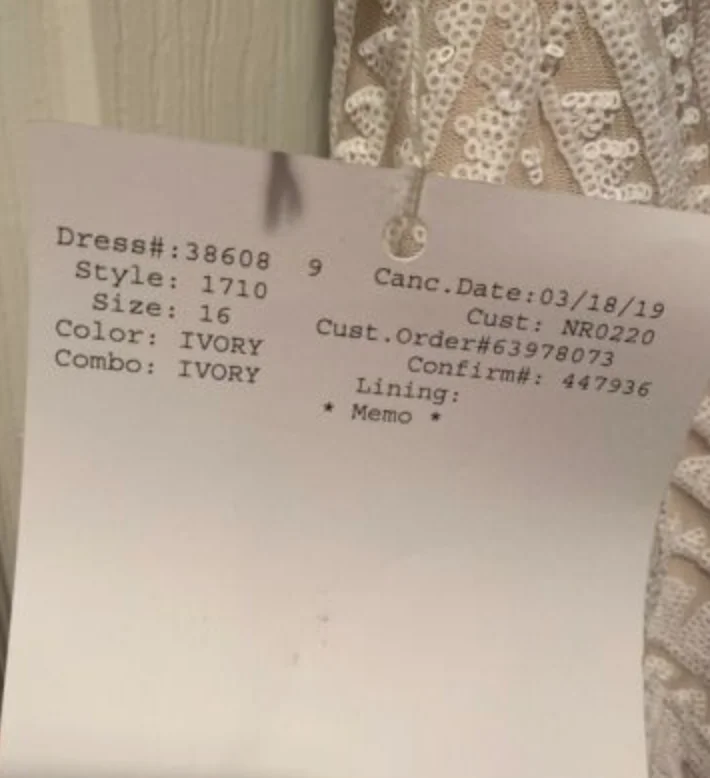 Dress#:38608 9 Canc.Date:03/18/19
Style: 1710 Cust: NR0220
Size: 16 Cust.Order#63978073
Color: IVORY Confirm#: 447936
Combo: IVORY Lining:
* Memo *